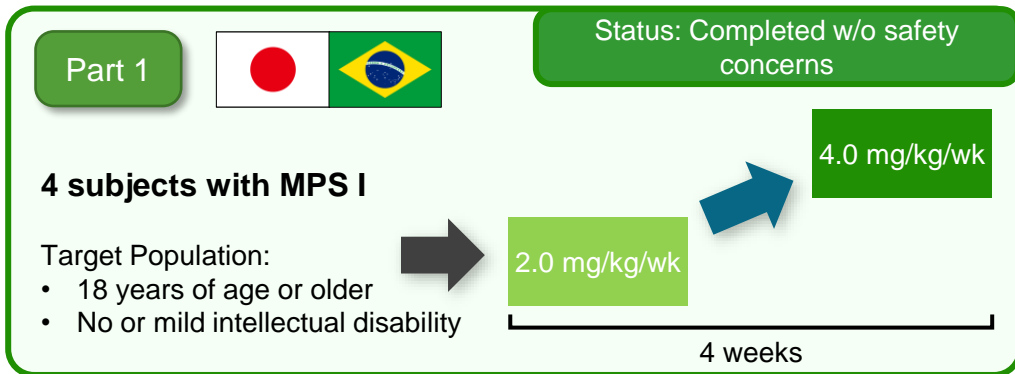 Part 1
Status: Completed w/o safety
concerns
4.0 mg/kg/wk
4 subjects with MPS I
Target Population:
• 18 years of age or older
• No or mild intellectual disability
2.0 mg/kg/wk
4 weeks